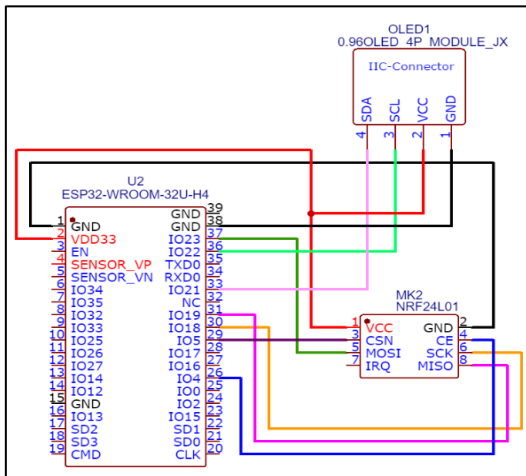 OLED1
0.96OLED_4P_MODULE_JX
IIC-Connector
SDA SCL VCC GND
4 3 2 1
U2
ESP32-WROOM-32U-H4
GND 39
1 GND GND 38
2 VDD33 IO23 37
3 EN IO22 36
4 SENSOR_VP TXD0 35
5 SENSOR_VN RXD0 34
6 IO34 IO21 33
7 IO35 NC 32
8 IO32 IO19 31
9 IO33 IO18 30
10 IO25 IO5 29
11 IO26 IO17 28
12 IO27 IO16 27
13 IO14 IO4 26
14 IO12 IO0 25
15 GND IO2 24
16 IO13 IO15 23
17 SD2 SD1 22
18 SD3 SD0 21
19 CMD CLK 20
MK2
NRF24L01
1 VCC GND 2
3 CSN CE 4
5 MOSI SCK 6
7 IRQ MISO 8